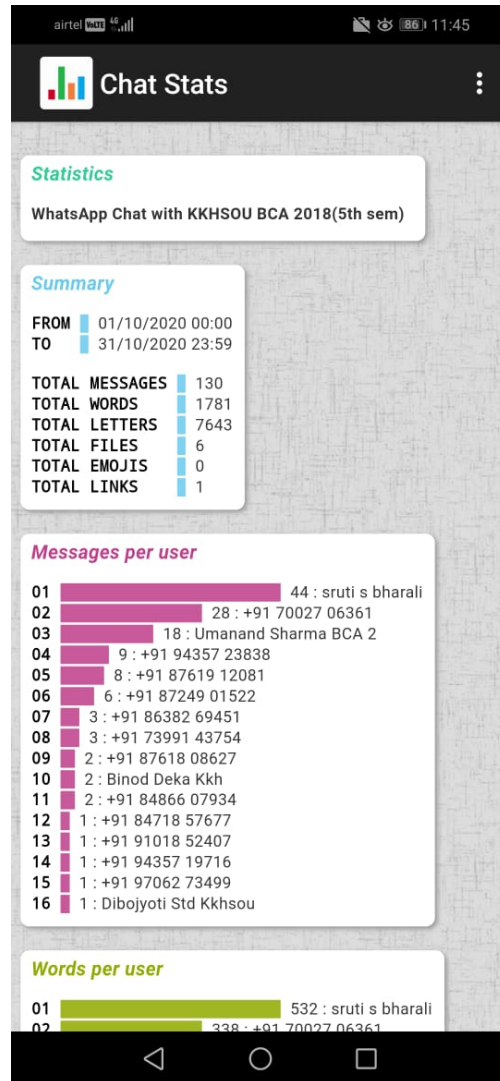 airtel VoLTE 4G 86 11:45
Chat Stats
Statistics
WhatsApp Chat with KKHSOU BCA 2018(5th sem)
Summary
FROM 01/10/2020 00:00
TO 31/10/2020 23:59
TOTAL MESSAGES 130
TOTAL WORDS 1781
TOTAL LETTERS 7643
TOTAL FILES 6
TOTAL EMOJIS 0
TOTAL LINKS 1
Messages per user
01 44 : sruti s bharali
02 28 : +91 70027 06361
03 18 : Umanand Sharma BCA 2
04 9 : +91 94357 23838
05 8 : +91 87619 12081
06 6 : +91 87249 01522
07 3 : +91 86382 69451
08 3 : +91 73991 43754
09 2 : +91 87618 08627
10 2 : Binod Deka Kkh
11 2 : +91 84866 07934
12 1 : +91 84718 57677
13 1 : +91 91018 52407
14 1 : +91 94357 19716
15 1 : +91 97062 73499
16 1 : Dibojyoti Std Kkhsou
Words per user
01 532 : sruti s bharali
02 338 : +91 70027 06361